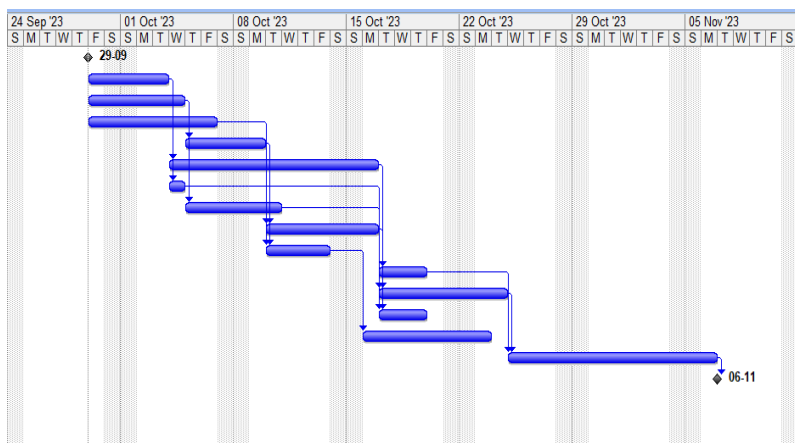 24 Sep '23 01 Oct '23 08 Oct '23 15 Oct '23 22 Oct '23 29 Oct '23 05 Nov '23
S M T W T F S S M T W T F S S M T W T F S S M T W T F S S M T W T F S S M T W T F S S M T W T F S
29-09
06-11